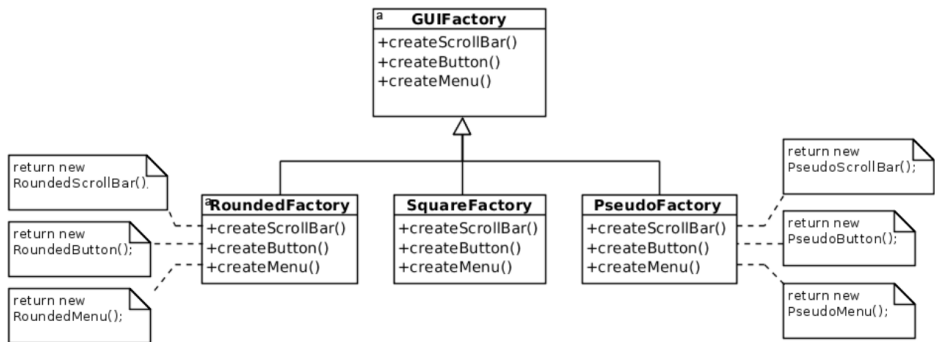 a
GUIFactory
+createScrollBar()
+createButton()
+createMenu()
return new
RoundedScrollBar().
return new
RoundedButton();
return new
RoundedMenu();
a
RoundedFactory
+createScrollBar()
+createButton()
+createMenu()
SquareFactory
+createScrollBar()
+createButton()
+createMenu()
PseudoFactory
+createScrollBar()
+createButton()
+createMenu()
return new
PseudoScrollBar();
return new
PseudoButton();
return new
PseudoMenu();